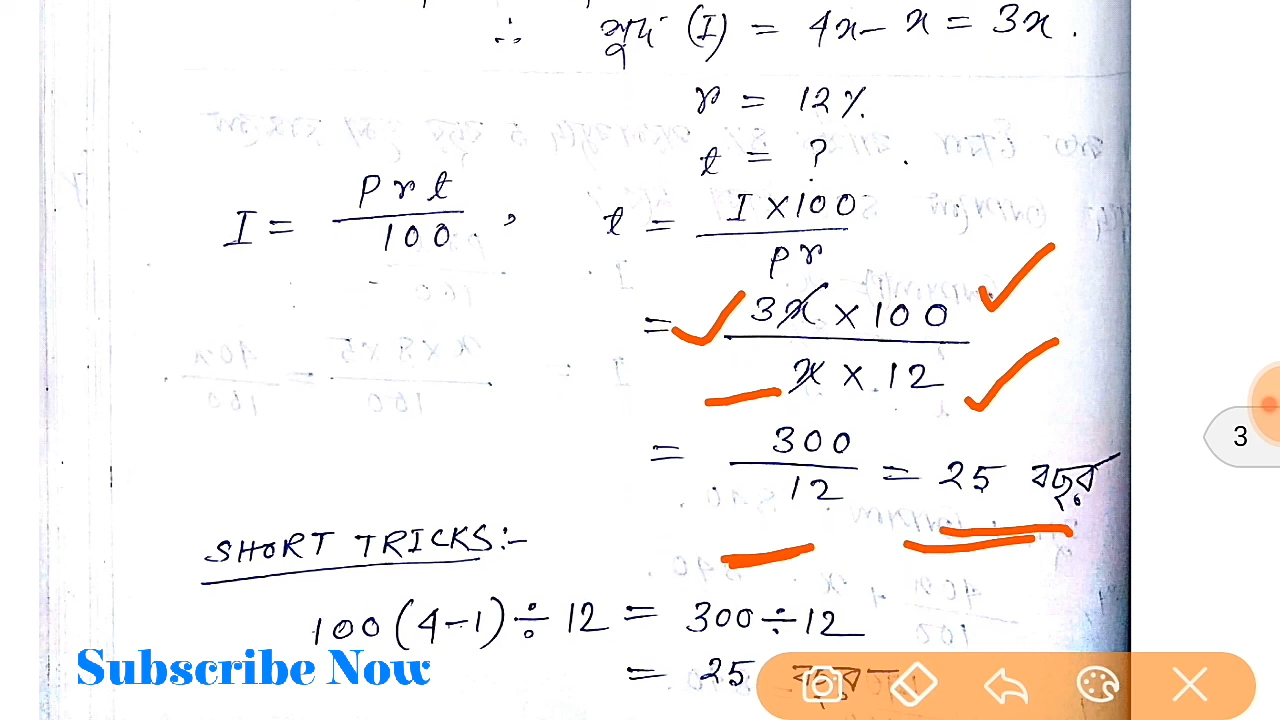 ∴ সুদ (I) = 4x - x = 3x.
r = 12%
t = ? .
I = prt/100 , t = I×100/pr
= 3x × 100 / x × 12
= 300/12 = 25 বছর
SHORT TRICKS:-
100(4-1) ÷ 12 = 300 ÷ 12
= 25 বছর
Subscribe Now
3